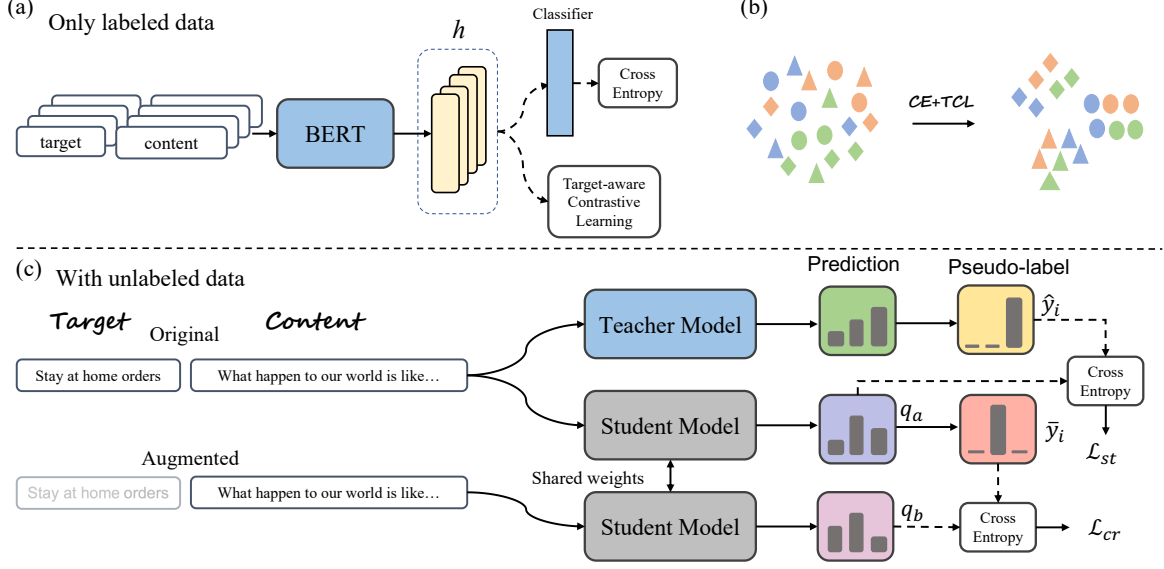 (a)
Only labeled data
target
content
BERT
h
Classifier
Cross
Entropy
Target-aware
Contrastive
Learning
(b)
CE+TCL
(c)
With unlabeled data
Target
Content
Original
Stay at home orders
What happen to our world is like…
Augmented
Stay at home orders
What happen to our world is like…
Teacher Model
Student Model
Shared weights
Student Model
Prediction
Pseudo-label
ŷᵢ
Cross
Entropy
qₐ
ȳᵢ
ℒst
q_b
Cross
Entropy
ℒcr